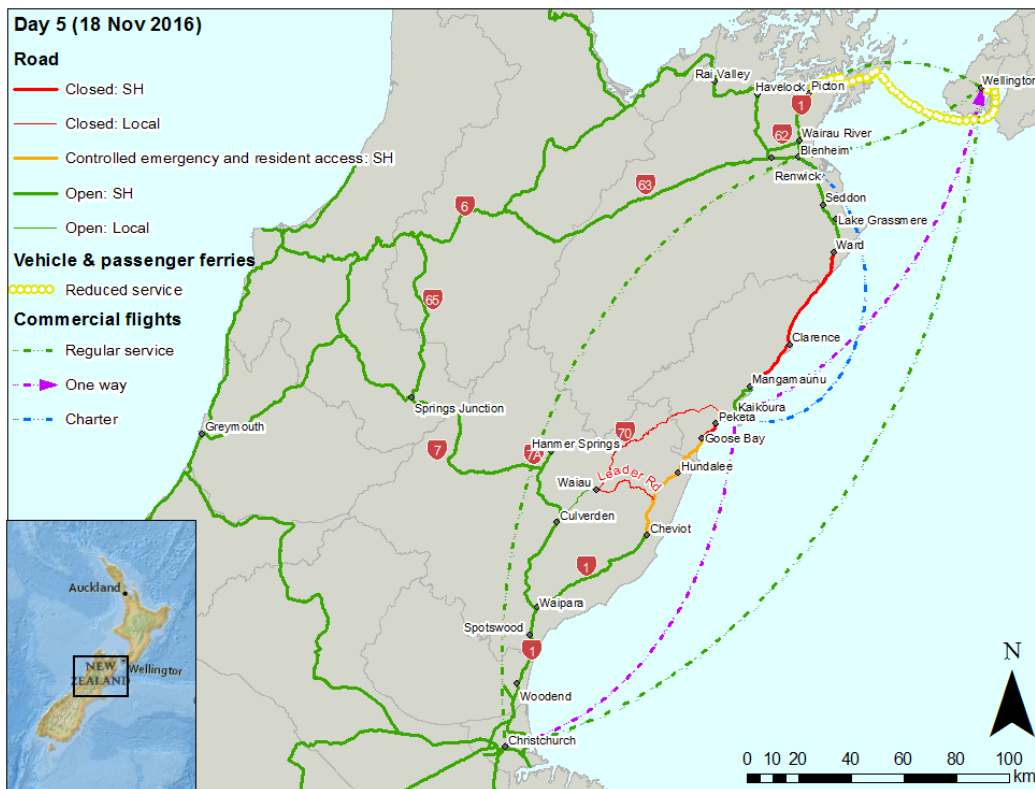 Day 5 (18 Nov 2016)
Road
Closed: SH
Closed: Local
Controlled emergency and resident access: SH
Open: SH
Open: Local
Vehicle & passenger ferries
Reduced service
Commercial flights
Regular service
One way
Charter
Rai Valley
Havelock
Picton
Wellington
1
62
Wairau River
Blenheim
Renwick
63
6
Seddon
Lake Grassmere
Ward
65
Clarence
Mangamaunu
Kaikoura
Peketa
Goose Bay
Springs Junction
Greymouth
7
7A
Hanmer Springs
70
Hundalee
Waiau
Leader Rd
Culverden
Cheviot
1
Waipara
Spotswood
1
Woodend
Christchurch
Auckland
Wellington
NEW
ZEALAND
N
0 10 20 40 60 80 100
km